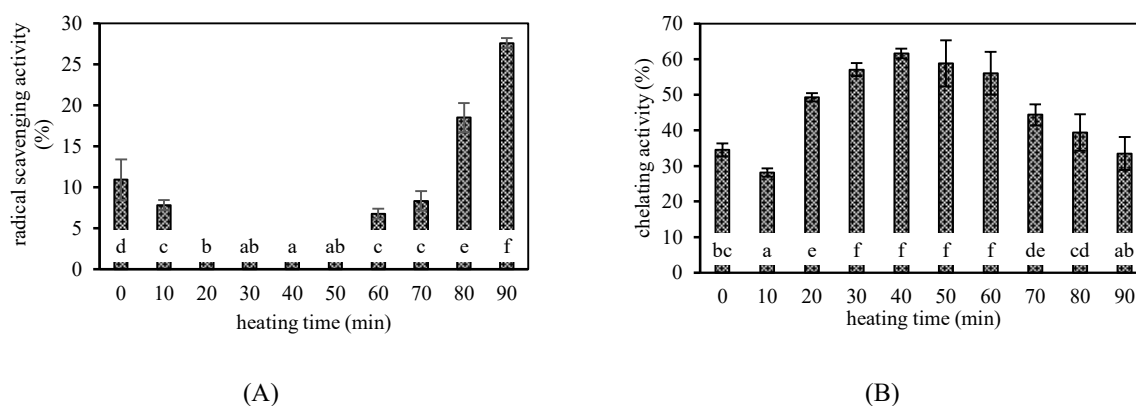 radical scavenging activity
(%)
30
25
20
15
10
5
0
d c b ab a ab c c e f
0 10 20 30 40 50 60 70 80 90
heating time (min)
(A)
chelating activity (%)
70
60
50
40
30
20
10
0
bc a e f f f f de cd ab
0 10 20 30 40 50 60 70 80 90
heating time (min)
(B)